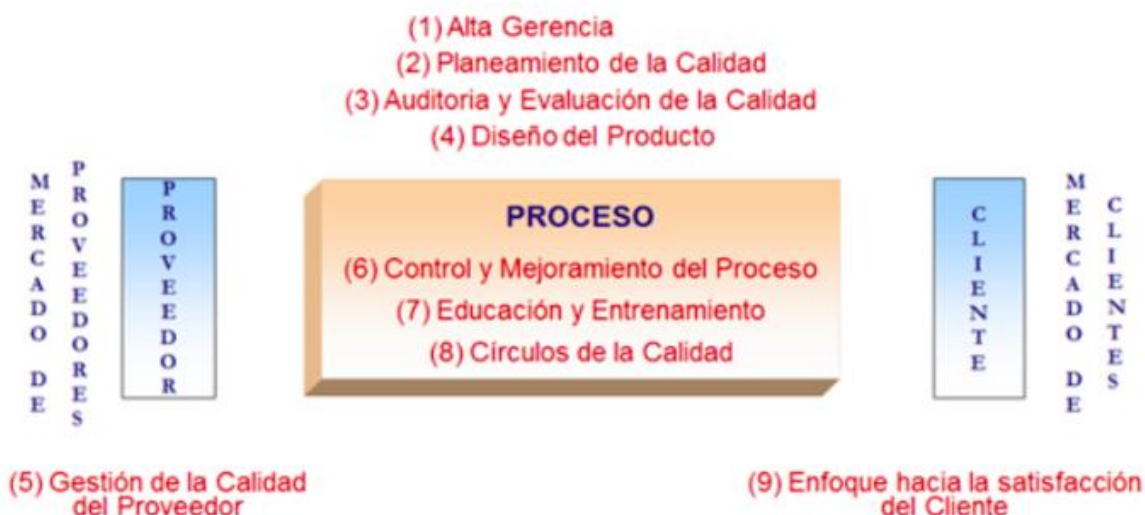 (1) Alta Gerencia
(2) Planeamiento de la Calidad
(3) Auditoria y Evaluación de la Calidad
(4) Diseño del Producto
MERCADO DE
PROVEEDORES
PROVEEDOR
PROCESO
(6) Control y Mejoramiento del Proceso
(7) Educación y Entrenamiento
(8) Círculos de la Calidad
CLIENTE
MERCADO DE
CLIENTES
(5) Gestión de la Calidad
del Proveedor
(9) Enfoque hacia la satisfacción
del Cliente